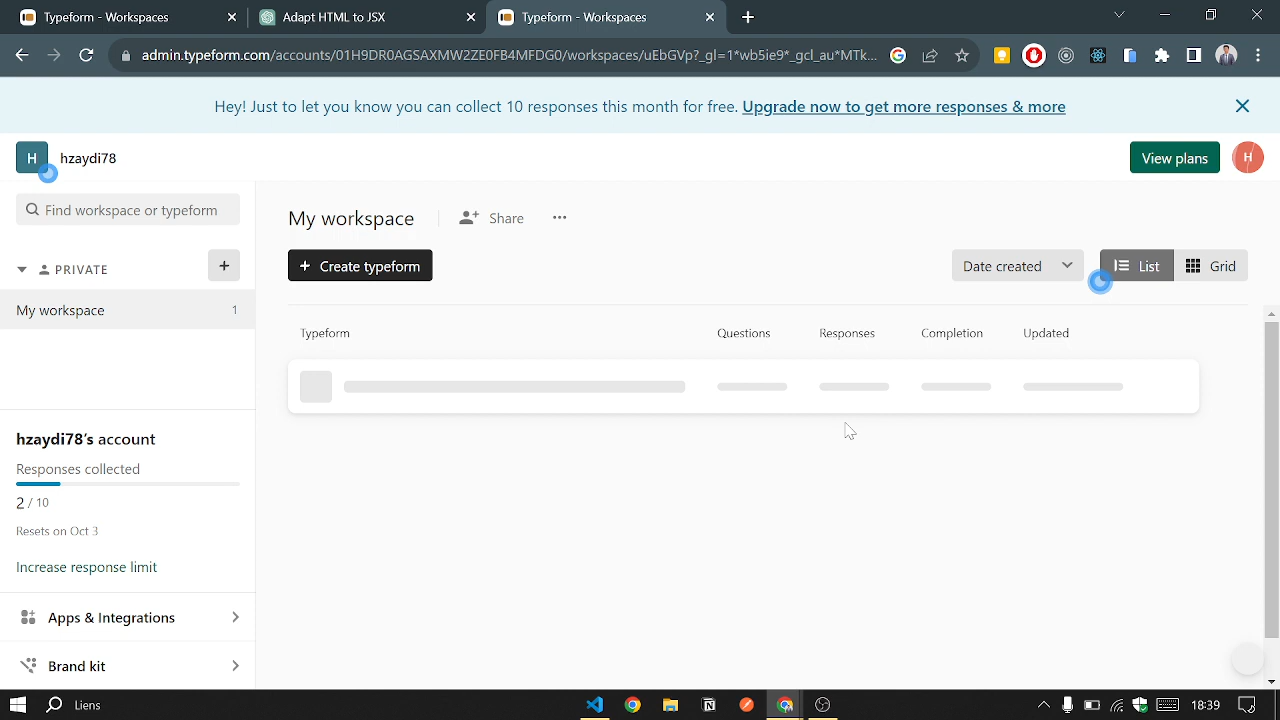 Typeform - Workspaces
Adapt HTML to JSX
Typeform - Workspaces
admin.typeform.com/accounts/01H9DR0AGSAXMW2ZE0FB4MFDG0/workspaces/uEbGVp?_gl=1*wb5ie9*_gcl_au*MTk...
Hey! Just to let you know you can collect 10 responses this month for free. Upgrade now to get more responses & more
H hzaydi78
View plans
H
Find workspace or typeform
My workspace
Share
PRIVATE
Create typeform
Date created
List
Grid
My workspace 1
Typeform Questions Responses Completion Updated
hzaydi78's account
Responses collected
2 / 10
Resets on Oct 3
Increase response limit
Apps & Integrations
Brand kit
Liens
18:39